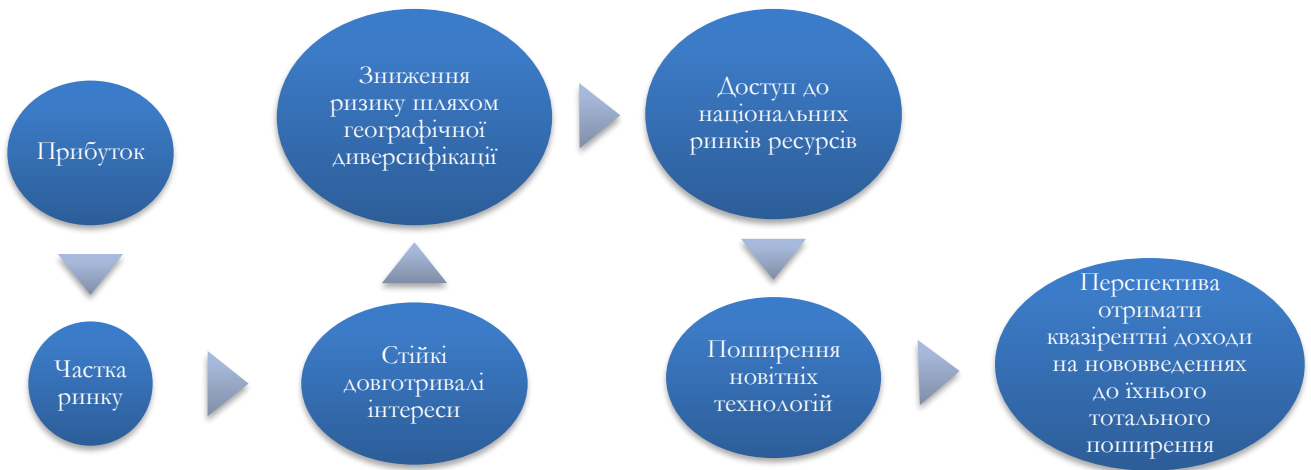 Прибуток
Частка
ринку
Стійкі
довготривалі
інтереси
Зниження
ризику шляхом
географічної
диверсифікації
Доступ до
національних
ринків ресурсів
Поширення
новітніх
технологій
Перспектива
отримати
квазірентні доходи
на нововведеннях
до їхнього
тотального
поширення